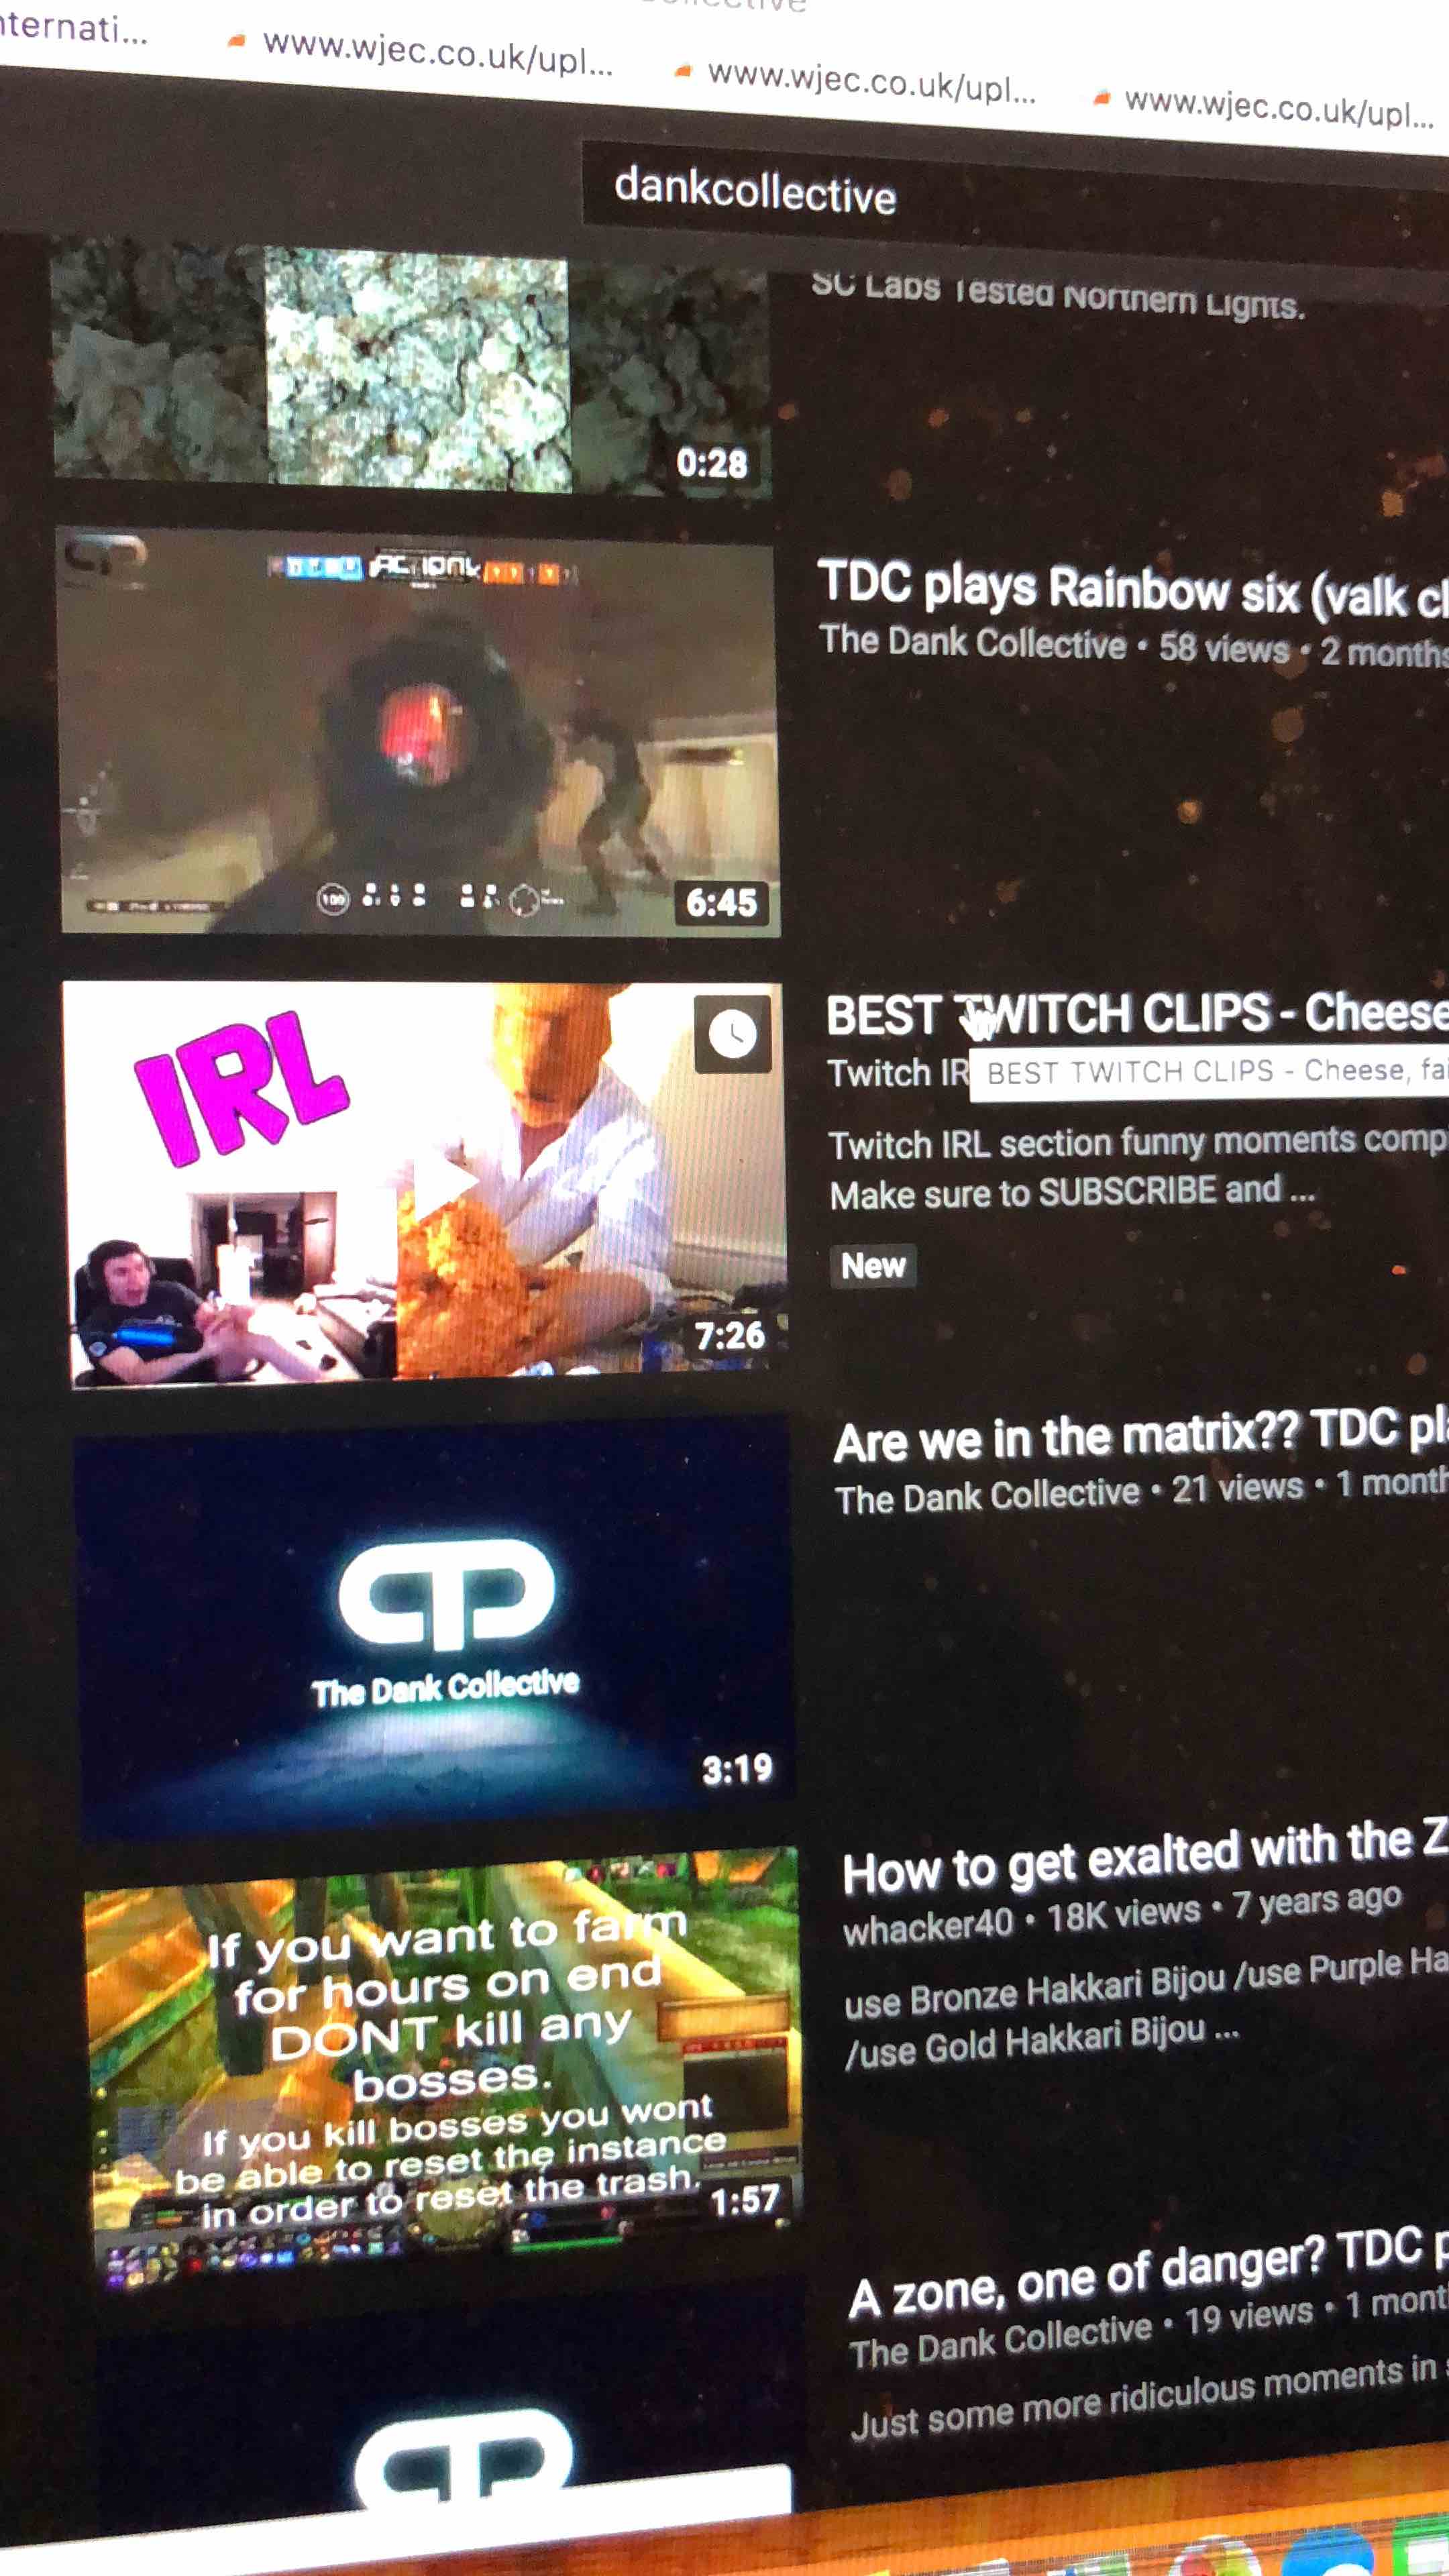 nternati...
www.wjec.co.uk/upl...
www.wjec.co.uk/upl...
www.wjec.co.uk/upl...
dankcollective
SC Labs Tested Northern Lights.
0:28
TDC plays Rainbow six (valk cl
The Dank Collective • 58 views • 2 months
100
6:45
IRL
BEST TWITCH CLIPS - Cheese
Twitch IR
BEST TWITCH CLIPS - Cheese, fai
Twitch IRL section funny moments comp
Make sure to SUBSCRIBE and ...
New
7:26
Are we in the matrix?? TDC pla
The Dank Collective • 21 views • 1 month
The Dank Collective
3:19
How to get exalted with the Z
whacker40 • 18K views • 7 years ago
use Bronze Hakkari Bijou /use Purple Ha
/use Gold Hakkari Bijou ...
If you want to farm
for hours on end
DONT kill any
bosses.
If you kill bosses you wont
be able to reset the instance
in order to reset the trash.
1:57
A zone, one of danger? TDC p
The Dank Collective • 19 views • 1 mont
Just some more ridiculous moments in